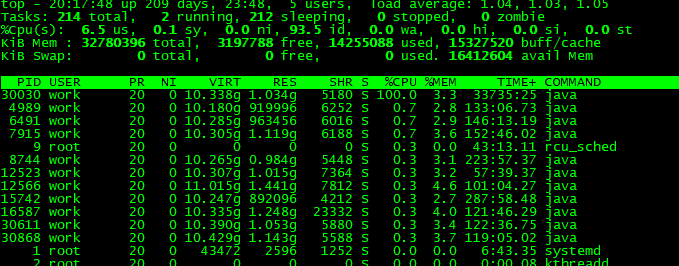 top - 20:17:48 up 209 days, 23:48,  5 users,  load average: 1.04, 1.03, 1.05
Tasks: 214 total,   2 running, 212 sleeping,   0 stopped,   0 zombie
%Cpu(s):  6.5 us,  0.1 sy,  0.0 ni, 93.5 id,  0.0 wa,  0.0 hi,  0.0 si,  0.0 st
KiB Mem : 32780396 total,  3197788 free, 14255088 used, 15327520 buff/cache
KiB Swap:        0 total,        0 free,        0 used. 16412604 avail Mem
PID USER      PR  NI    VIRT    RES    SHR S  %CPU %MEM     TIME+ COMMAND
30030 work      20   0 10.338g 1.034g   5180 S 100.0  3.3  33735:25 java
4989 work      20   0 10.180g 919996   6252 S   0.7  2.8 133:06.73 java
6491 work      20   0 10.285g 963456   6016 S   0.7  2.9 146:13.19 java
7915 work      20   0 10.305g 1.119g   6188 S   0.7  3.6 152:46.02 java
9 root      20   0       0      0      0 S   0.3  0.0  43:13.11 rcu_sched
8744 work      20   0 10.265g 0.984g   5448 S   0.3  3.1 223:57.37 java
12523 work      20   0 10.307g 1.015g   7364 S   0.3  3.2  57:39.37 java
12566 work      20   0 11.015g 1.441g   7812 S   0.3  4.6 101:04.27 java
15742 work      20   0 10.247g 892096   4212 S   0.3  2.7 287:58.48 java
16587 work      20   0 10.335g 1.248g  23332 S   0.3  4.0 121:46.29 java
30611 work      20   0 10.390g 1.053g   5880 S   0.3  3.4 122:36.75 java
30868 work      20   0 10.429g 1.143g   5588 S   0.3  3.7 119:05.02 java
1 root      20   0   43472   2596   1252 S   0.0  0.0   6:43.35 systemd
2 root      20   0       0      0      0 S   0.0  0.0   0:00.08 kthreadd